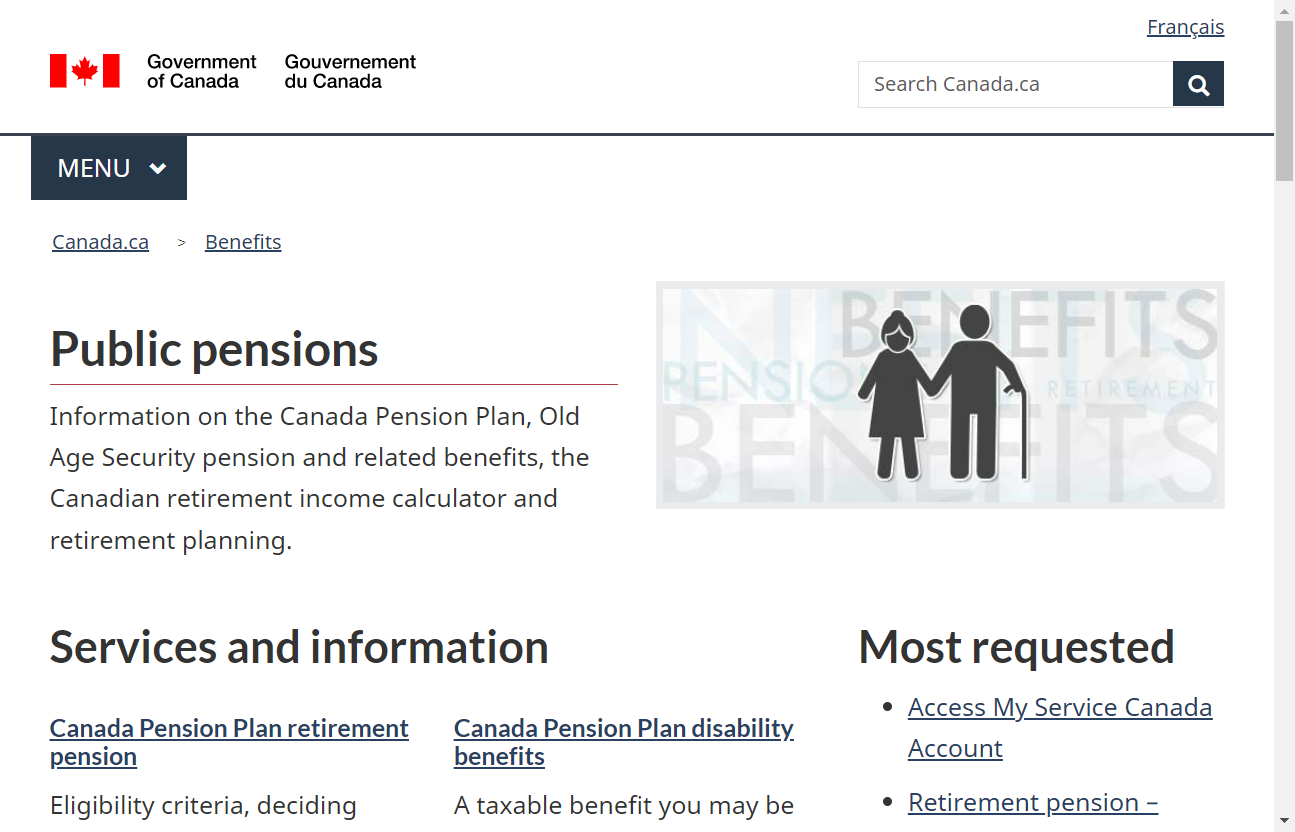 Français
Government of Canada
Gouvernement du Canada
Search Canada.ca
MENU
Canada.ca > Benefits
Public pensions
Information on the Canada Pension Plan, Old
Age Security pension and related benefits, the
Canadian retirement income calculator and
retirement planning.
BENEFITS
PENSIO
RETIREMENT
BENEFITS
Services and information
Canada Pension Plan retirement
pension
Eligibility criteria, deciding
Canada Pension Plan disability
benefits
A taxable benefit you may be
Most requested
Access My Service Canada
Account
Retirement pension –